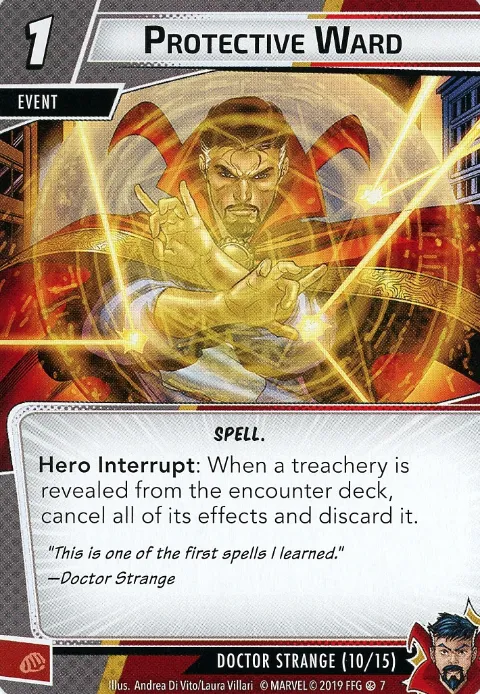 1
PROTECTIVE WARD
EVENT
SPELL.
Hero Interrupt: When a treachery is
revealed from the encounter deck,
cancel all of its effects and discard it.
"This is one of the first spells I learned."
—Doctor Strange
DOCTOR STRANGE (10/15)
Illus. Andrea Di Vito/Laura Villari © MARVEL © 2019 FFG 7